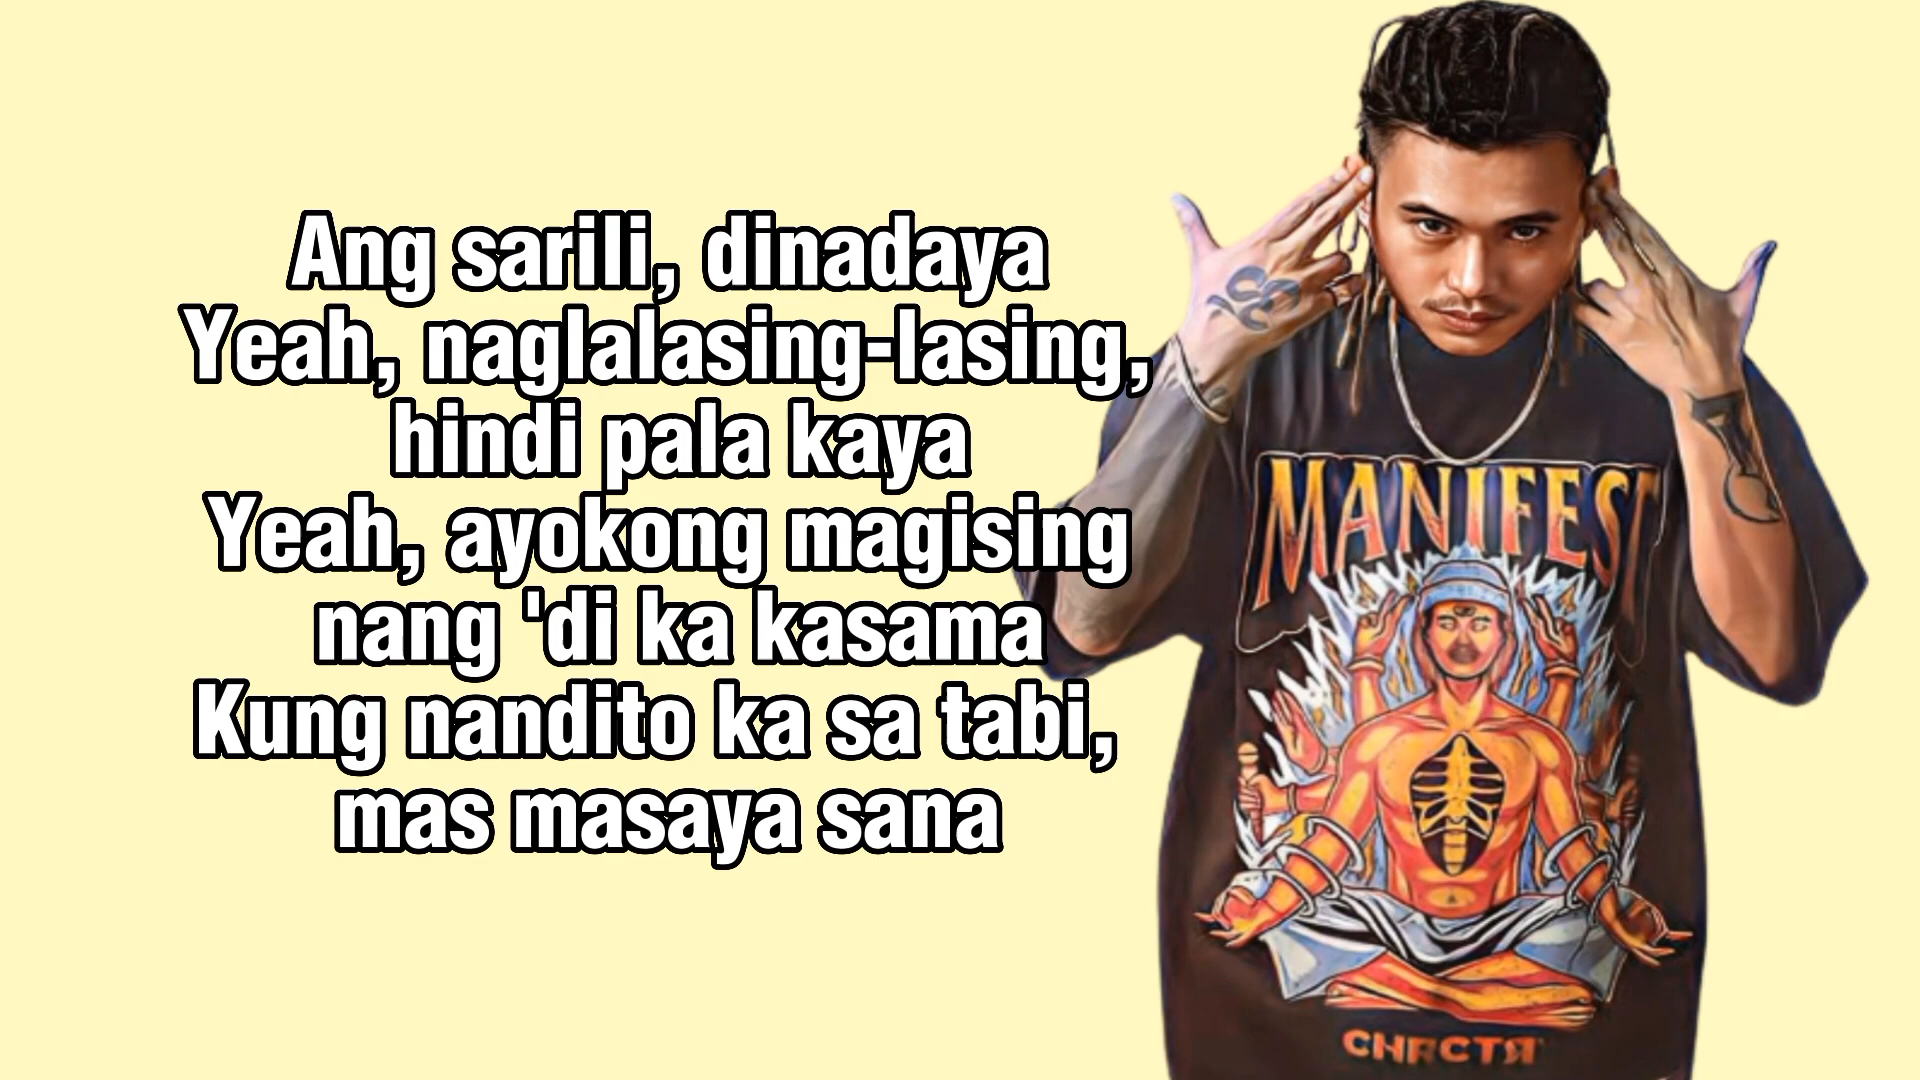 Ang sarili, dinadaya
Yeah, naglalasing-lasing,
hindi pala kaya
Yeah, ayokong magising
nang 'di ka kasama
Kung nandito ka sa tabi,
mas masaya sana
MANIFEST
CHRCTЯ